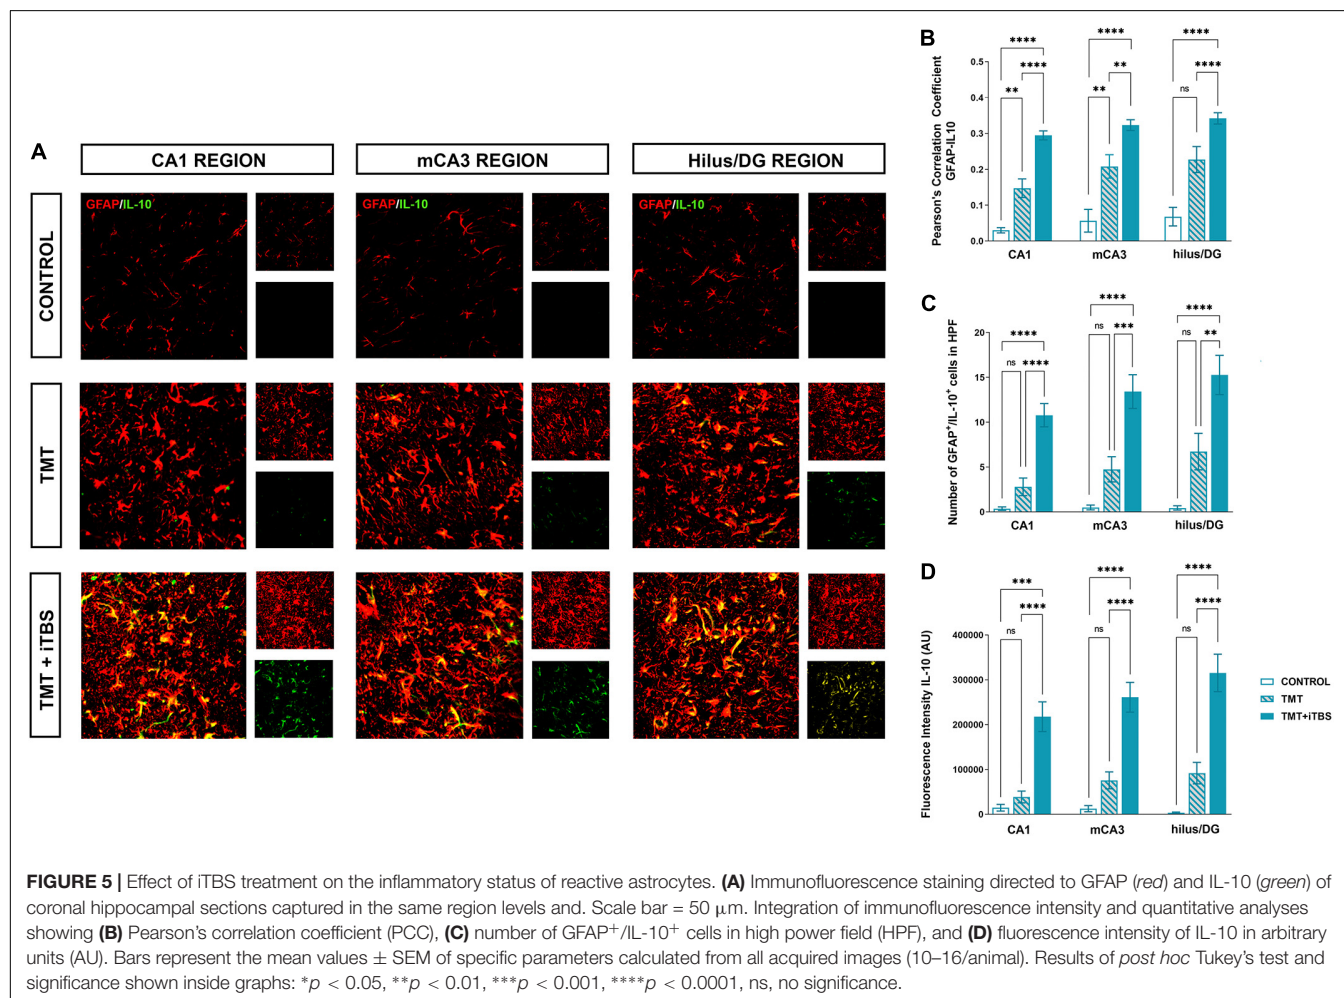 A
CA1 REGION
mCA3 REGION
Hilus/DG REGION
CONTROL
GFAP/IL-10
GFAP/IL-10
GFAP/IL-10
TMT
TMT + iTBS
B
Pearson's Correlation Coefficient
GFAP-IL10
0.5
0.4
0.3
0.2
0.1
0.0
**** **** ****
** **** ** ** ns ****
CA1 mCA3 hilus/DG
C
Number of GFAP⁺/IL-10⁺ cells in HPF
20
15
10
5
0
**** **** ****
ns **** ns *** ns **
CA1 mCA3 hilus/DG
D
Fluorescence Intensity IL-10 (AU)
400000
300000
200000
100000
0
*** **** ****
ns **** ns **** ns ****
CA1 mCA3 hilus/DG
CONTROL
TMT
TMT+iTBS
FIGURE 5 | Effect of iTBS treatment on the inflammatory status of reactive astrocytes. (A) Immunofluorescence staining directed to GFAP (red) and IL-10 (green) of
coronal hippocampal sections captured in the same region levels and. Scale bar = 50 μm. Integration of immunofluorescence intensity and quantitative analyses
showing (B) Pearson's correlation coefficient (PCC), (C) number of GFAP⁺/IL-10⁺ cells in high power field (HPF), and (D) fluorescence intensity of IL-10 in arbitrary
units (AU). Bars represent the mean values ± SEM of specific parameters calculated from all acquired images (10–16/animal). Results of post hoc Tukey's test and
significance shown inside graphs: *p < 0.05, **p < 0.01, ***p < 0.001, ****p < 0.0001, ns, no significance.